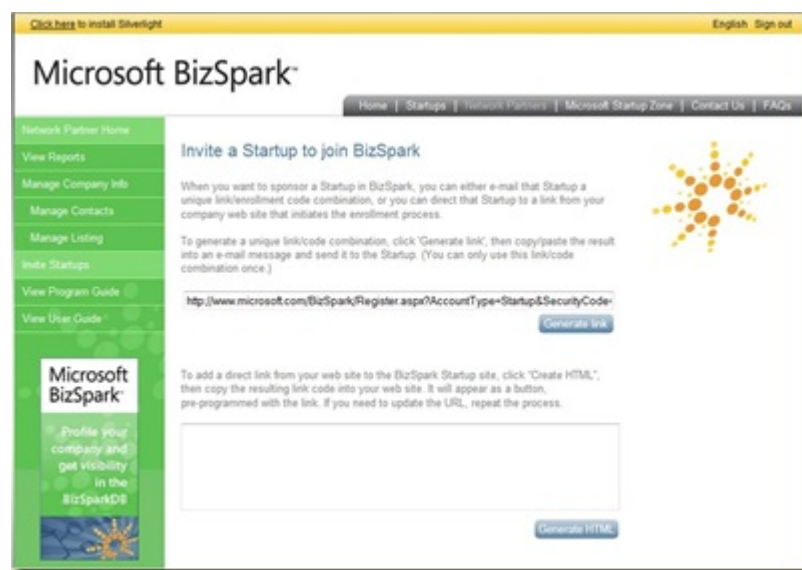 Click here to install Silverlight
English Sign out
Microsoft BizSpark™
Home | Startups | Network Partners | Microsoft Startup Zone | Contact Us | FAQs
Network Partner Home
View Reports
Manage Company Info
Manage Contacts
Manage Listing
Invite Startups
View Program Guide
View User Guide
Microsoft
BizSpark™
Profile your
company and
get visibility
in the
BizSparkDB
Invite a Startup to join BizSpark
When you want to sponsor a Startup in BizSpark, you can either e-mail that Startup a
unique link/enrollment code combination, or you can direct that Startup to a link from your
company web site that initiates the enrollment process.
To generate a unique link/code combination, click 'Generate link', then copy/paste the result
into an e-mail message and send it to the Startup. (You can only use this link/code
combination once.)
http://www.microsoft.com/BizSpark/Register.aspx?AccountType=Startup&SecurityCode=
Generate link
To add a direct link from your web site to the BizSpark Startup site, click "Create HTML",
then copy the resulting link code into your web site. It will appear as a button,
pre-programmed with the link. If you need to update the URL, repeat the process.
Generate HTML